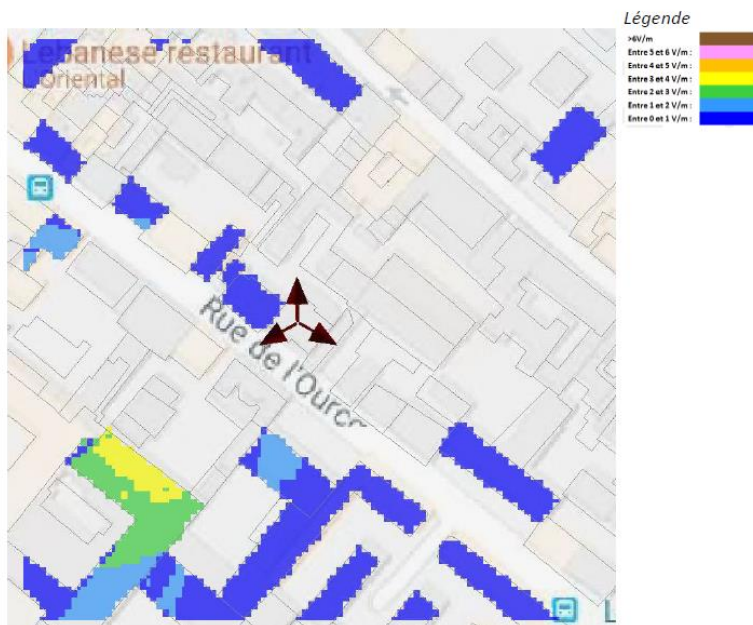 Légende
>6V/m
Entre 5 et 6 V/m :
Entre 4 et 5 V/m :
Entre 3 et 4 V/m :
Entre 2 et 3 V/m :
Entre 1 et 2 V/m :
Entre 0 et 1 V/m :
Lebanese restaurant
L'oriental
Rue de l'Ourcq